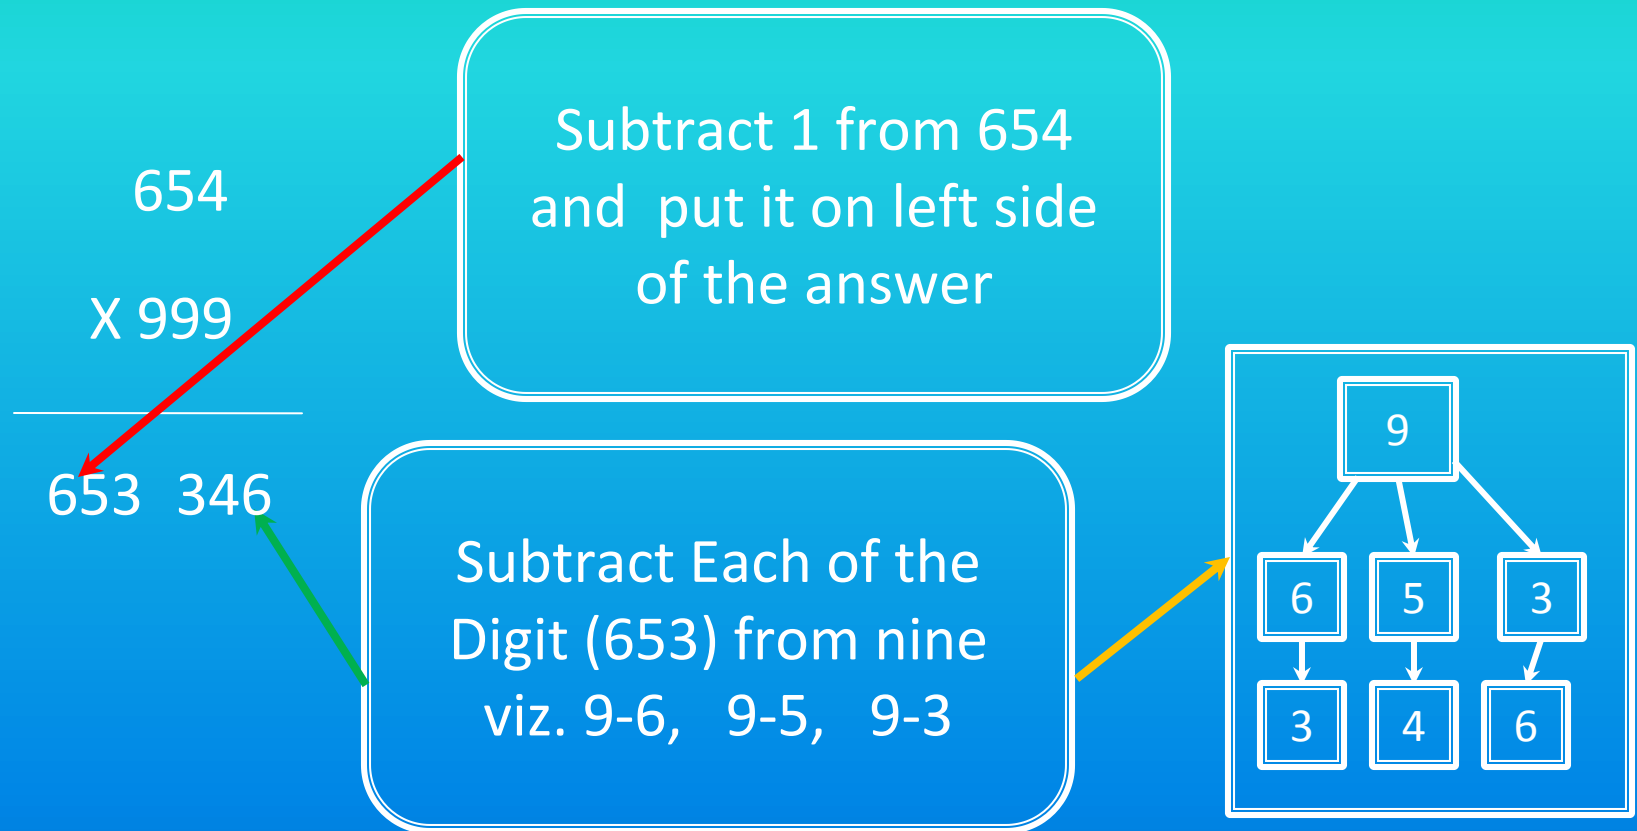 654
X 999
653 346
Subtract 1 from 654
and put it on left side
of the answer
Subtract Each of the
Digit (653) from nine
viz. 9-6, 9-5, 9-3
9
6 5 3
3 4 6